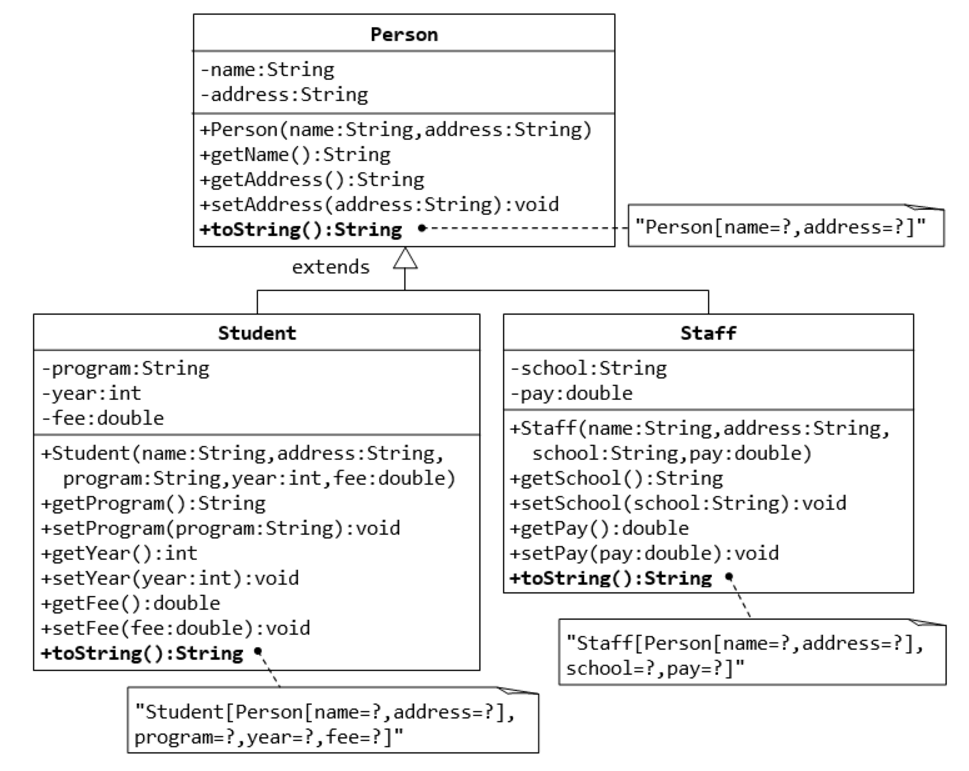 Person
-name:String
-address:String
+Person(name:String,address:String)
+getName():String
+getAddress():String
+setAddress(address:String):void
+toString():String
"Person[name=?,address=?]"
extends
Student
-program:String
-year:int
-fee:double
+Student(name:String,address:String,
program:String,year:int,fee:double)
+getProgram():String
+setProgram(program:String):void
+getYear():int
+setYear(year:int):void
+getFee():double
+setFee(fee:double):void
+toString():String
"Student[Person[name=?,address=?],
program=?,year=?,fee=?]"
Staff
-school:String
-pay:double
+Staff(name:String,address:String,
school:String,pay:double)
+getSchool():String
+setSchool(school:String):void
+getPay():double
+setPay(pay:double):void
+toString():String
"Staff[Person[name=?,address=?],
school=?,pay=?]"